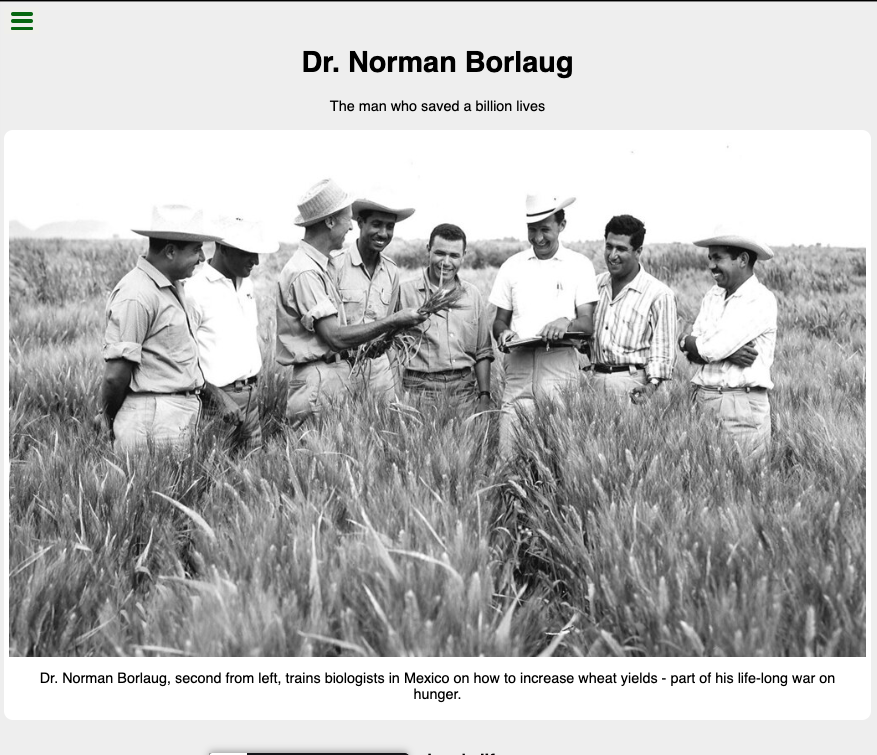 Dr. Norman Borlaug
The man who saved a billion lives
Dr. Norman Borlaug, second from left, trains biologists in Mexico on how to increase wheat yields - part of his life-long war on
hunger.